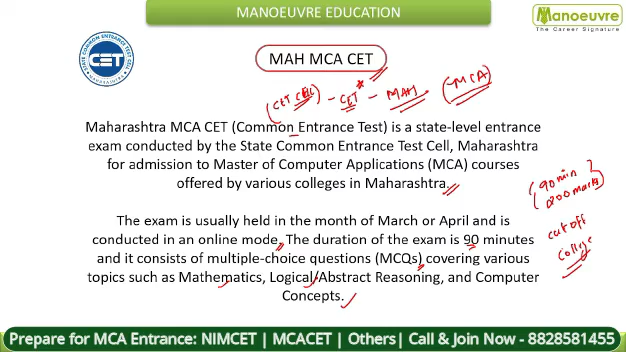 MANOEUVRE EDUCATION
Manoeuvre
The Career Signature
STATE COMMON ENTRANCE TEST CELL
CET
MAH MCA CET
(CET CELL) - CET* - MAH (MCA)
Maharashtra MCA CET (Common Entrance Test) is a state-level entrance
exam conducted by the State Common Entrance Test Cell, Maharashtra
for admission to Master of Computer Applications (MCA) courses
offered by various colleges in Maharashtra.
(90 min
(200 marks)
The exam is usually held in the month of March or April and is
conducted in an online mode. The duration of the exam is 90 minutes
and it consists of multiple-choice questions (MCQs) covering various
topics such as Mathematics, Logical/Abstract Reasoning, and Computer
Concepts.
cut off
college
Prepare for MCA Entrance: NIMCET | MCACET | Others| Call & Join Now - 8828581455